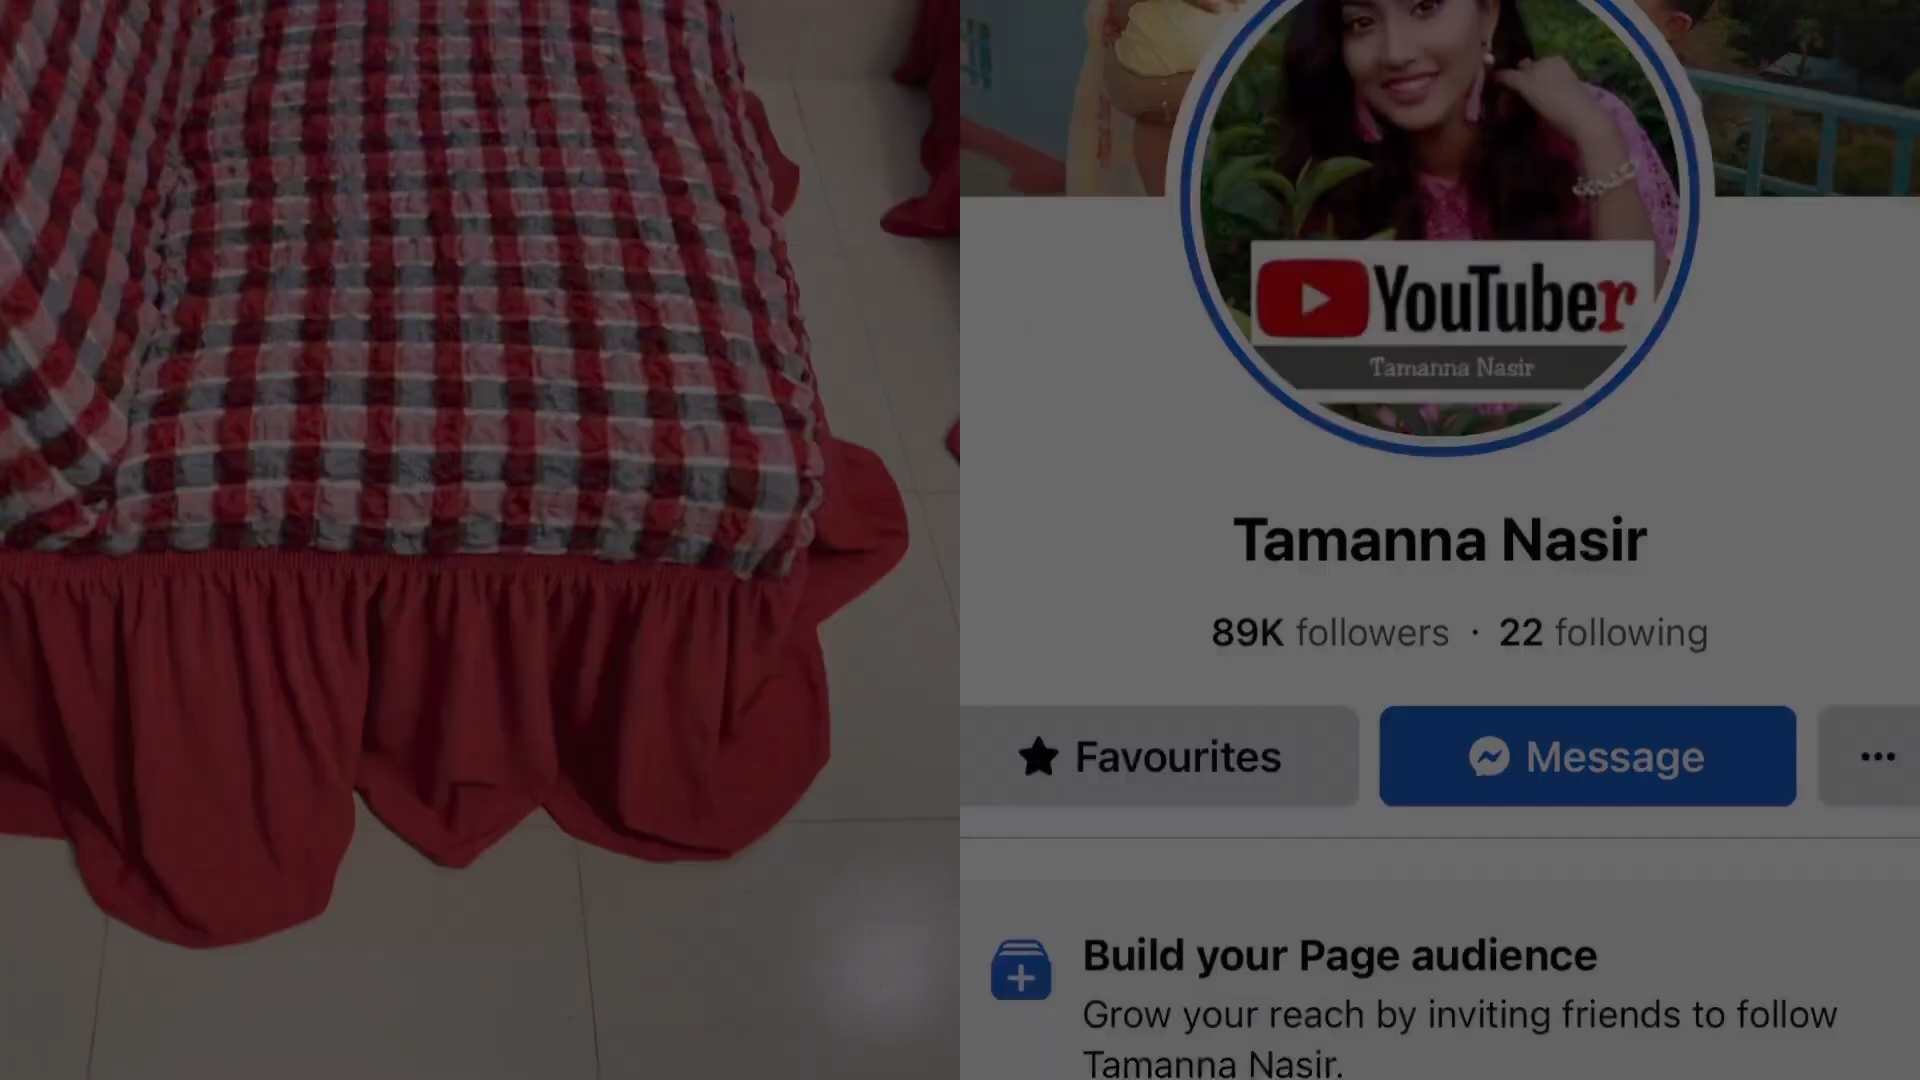 YouTuber
Tamanna Nasir
Tamanna Nasir
89K followers · 22 following
Favourites
Message
Build your Page audience
Grow your reach by inviting friends to follow
Tamanna Nasir.